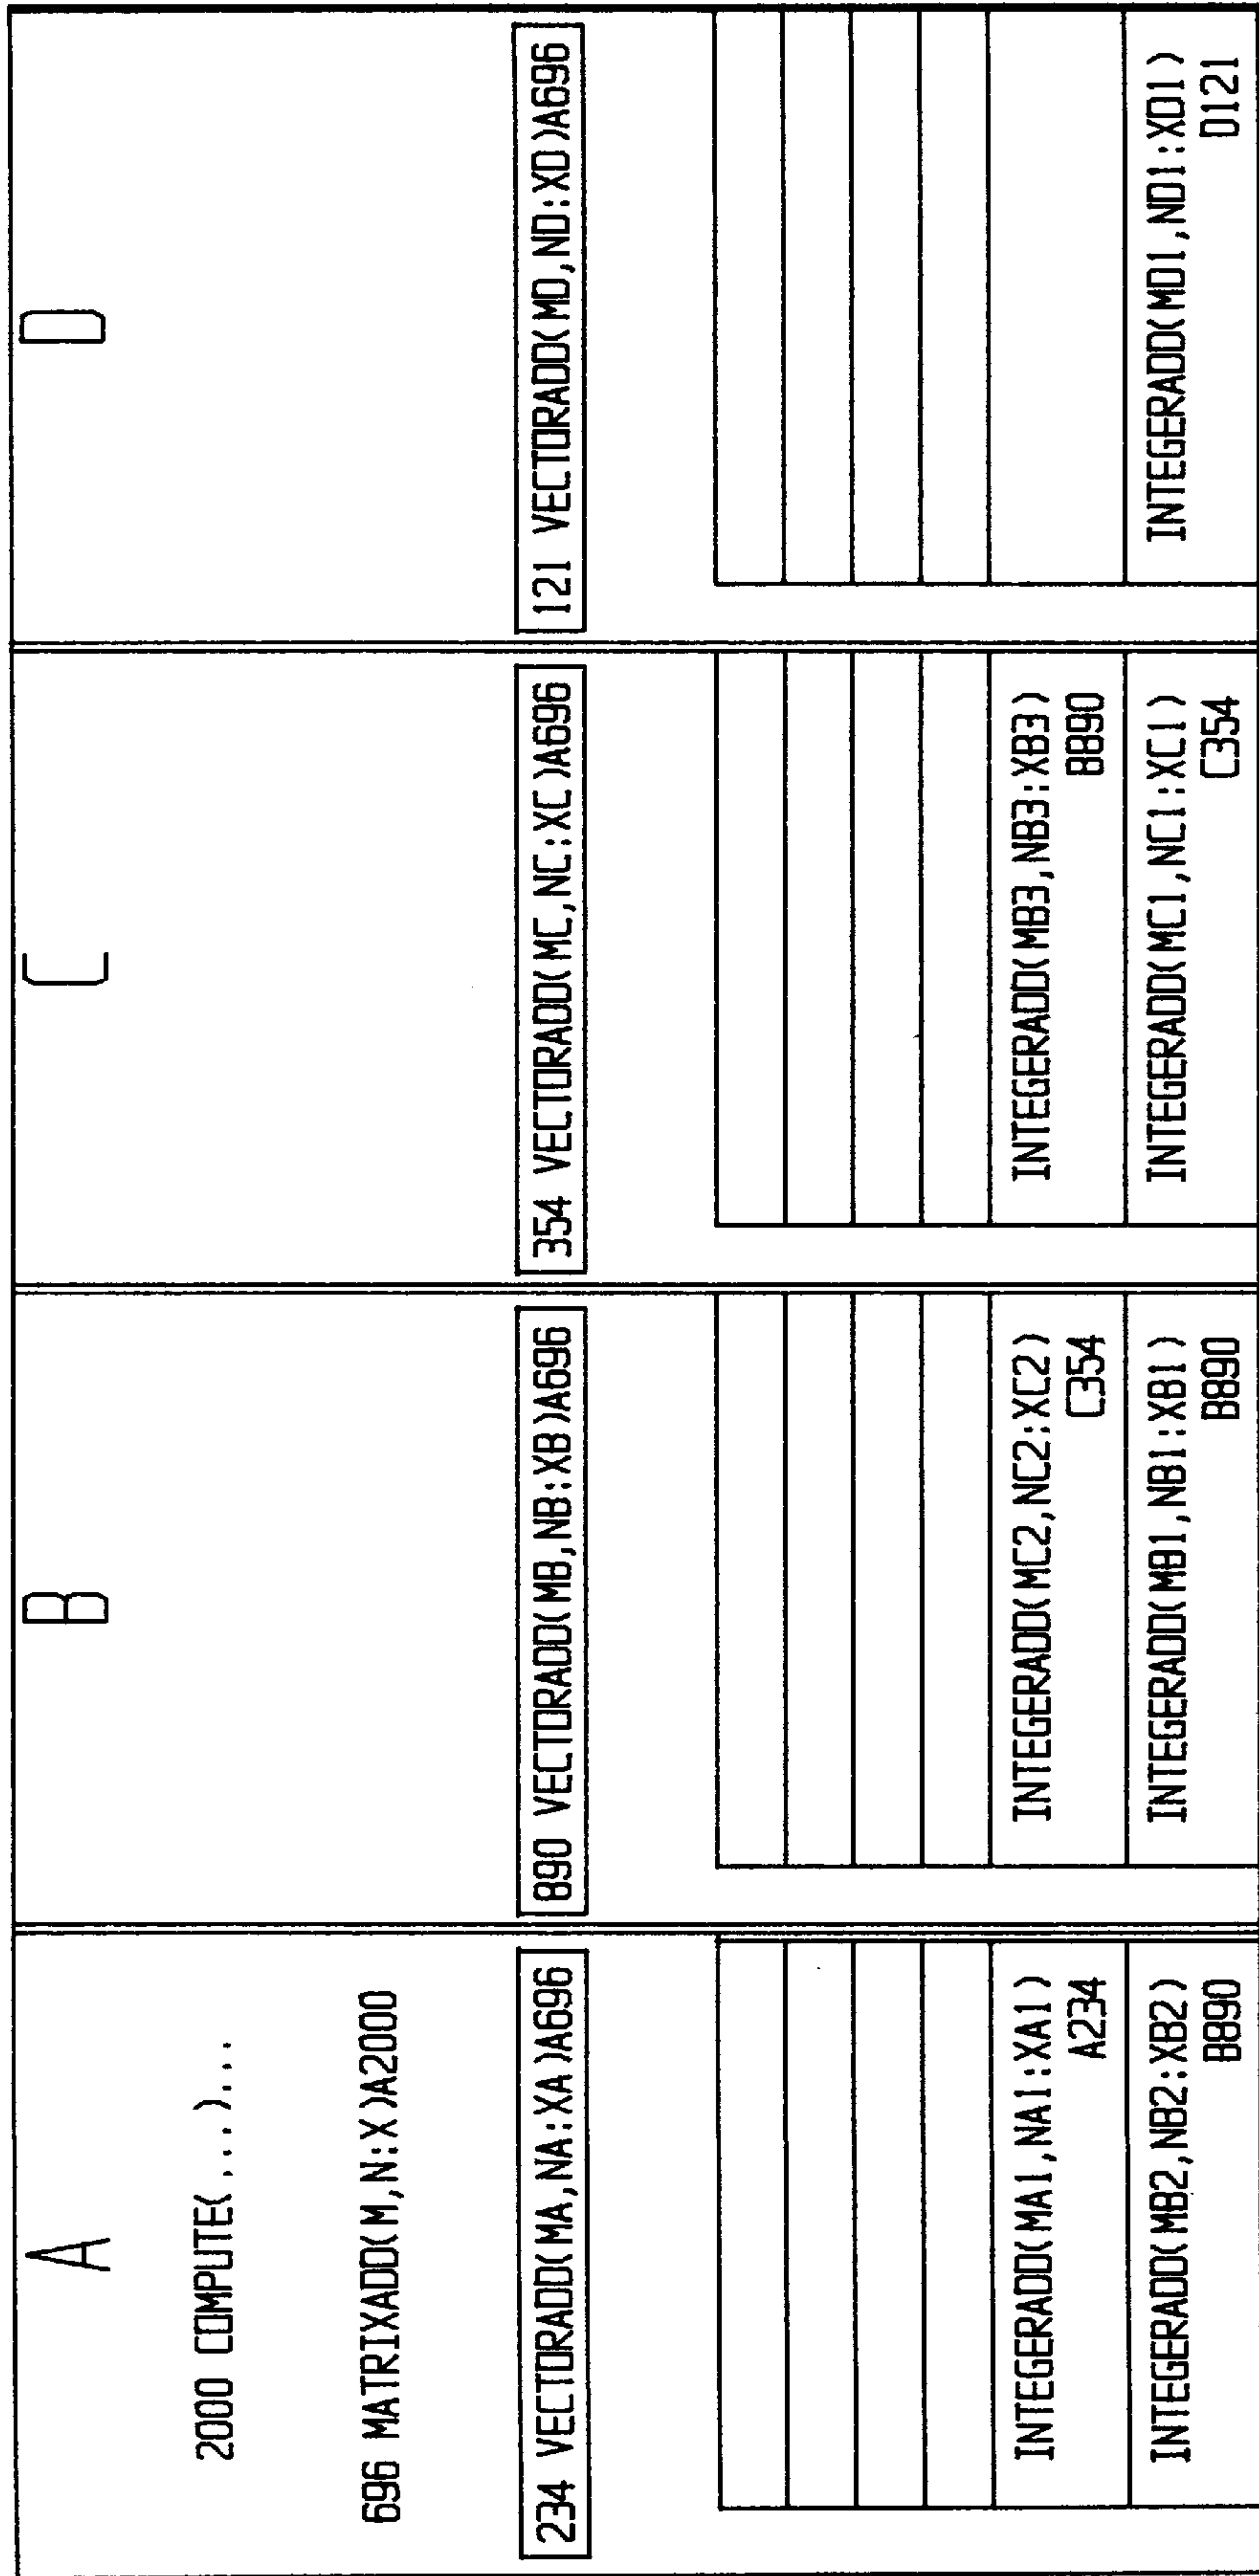 A
2000 COMPUTE(...)...
696 MATRIXADD(M,N:X)A2000
234 VECTORADD(MA,NA:XA)A696
INTEGERADD(MA1,NA1:XA1)
A234
INTEGERADD(MB2,NB2:XB2)
B890
B
890 VECTORADD(MB,NB:XB)A696
INTEGERADD(MC2,NC2:XC2)
C354
INTEGERADD(MB1,NB1:XB1)
B890
C
354 VECTORADD(MC,NC:XC)A696
INTEGERADD(MB3,NB3:XB3)
B890
INTEGERADD(MC1,NC1:XC1)
C354
D
121 VECTORADD(MD,ND:XD)A696
INTEGERADD(MD1,ND1:XD1)
D121